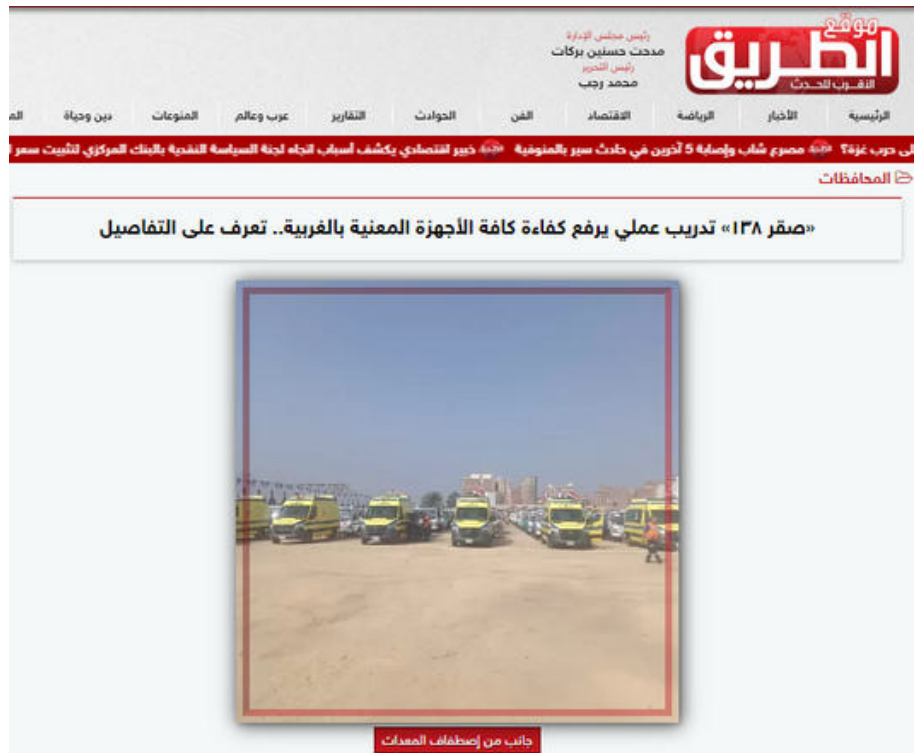 موقع
الطريق
الأقرب للحدث
رئيس مجلس الإدارة
مدحت حسنين بركات
رئيس التحرير
محمد رجب
الرئيسية الأخبار الرياضة الاقتصاد الفن الحوادث التقارير عرب وعالم المنوعات دين وحياة
حرب غزة؟ مصرع شاب وإصابة 5 آخرين في حادث سير بالمنوفية خبير اقتصادي يكشف أسباب اتجاه لجنة السياسة النقدية بالبنك المركزي لتثبيت سعر
المحافظات
«صقر ١٣٨» تدريب عملي يرفع كفاءة كافة الأجهزة المعنية بالغربية.. تعرف على التفاصيل
جانب من إصطفاف المعدات